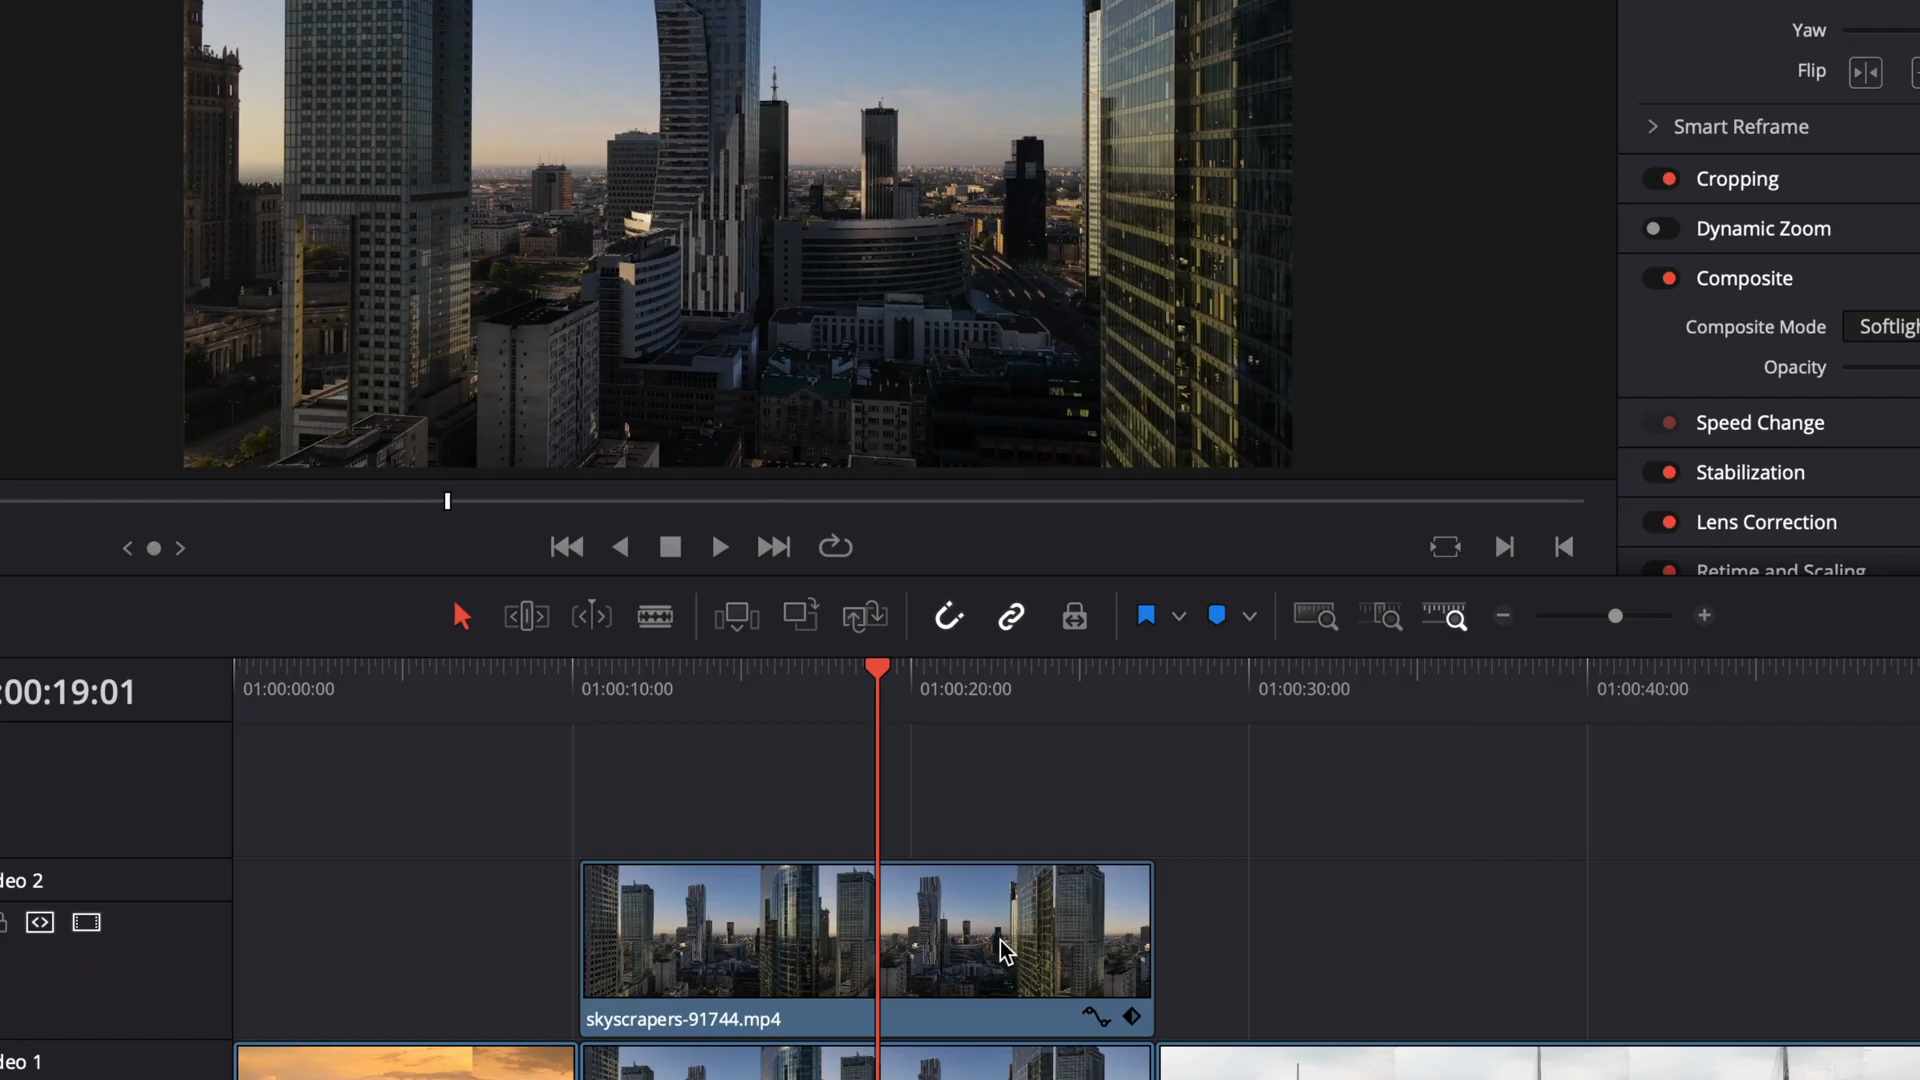 Yaw
Flip
Smart Reframe
Cropping
Dynamic Zoom
Composite
Composite Mode
Softligh
Opacity
Speed Change
Stabilization
Lens Correction
Retime and Scaling
:00:19:01
01:00:00:00
01:00:10:00
01:00:20:00
01:00:30:00
01:00:40:00
deo 2
skyscrapers-91744.mp4
deo 1